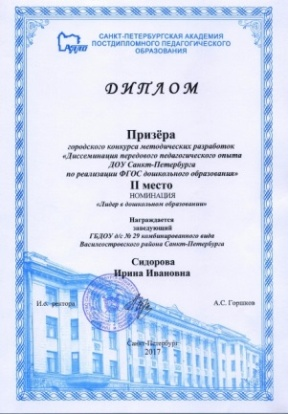 САНКТ-ПЕТЕРБУРГСКАЯ АКАДЕМИЯ
ПОСТДИПЛОМНОГО ПЕДАГОГИЧЕСКОГО
ОБРАЗОВАНИЯ
ДИПЛОМ
Призёра
городского конкурса методических разработок
«Диссеминация передового педагогического опыта
ДОУ Санкт-Петербурга
по реализации ФГОС дошкольного образования»
II место
НОМИНАЦИЯ
«Лидер в дошкольном образовании»
Награждается
заведующий
ГБДОУ д/с № 29 комбинированного вида
Василеостровского района Санкт-Петербурга
Сидорова
Ирина Ивановна
И.о. ректора
А.С. Горшков
Санкт-Петербург
2017